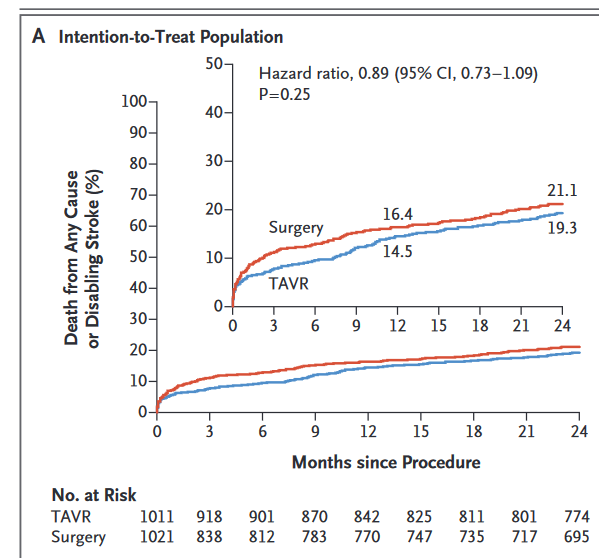 A Intention-to-Treat Population
Death from Any Cause
or Disabling Stroke (%)
100
90
80
70
60
50
40
30
20
10
0
50
40
30
20
10
0
Hazard ratio, 0.89 (95% CI, 0.73–1.09)
P=0.25
Surgery
16.4
21.1
TAVR
14.5
19.3
0 3 6 9 12 15 18 21 24
0 3 6 9 12 15 18 21 24
Months since Procedure
No. at Risk
TAVR 1011 918 901 870 842 825 811 801 774
Surgery 1021 838 812 783 770 747 735 717 695